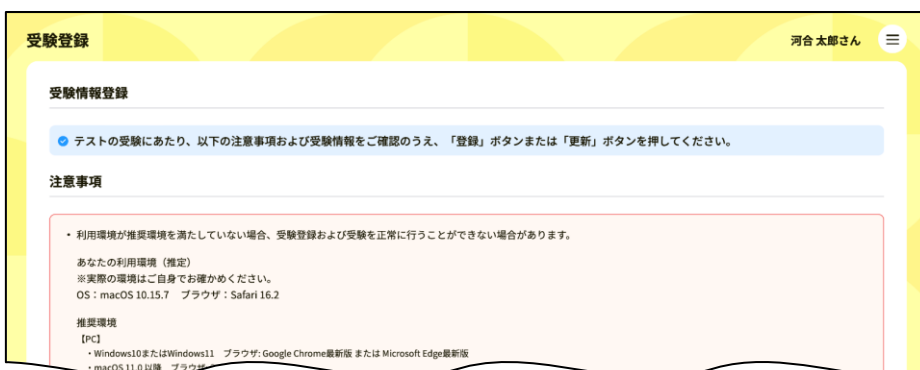 受験登録
河合 太郎さん
受験情報登録
テストの受験にあたり、以下の注意事項および受験情報をご確認のうえ、「登録」ボタンまたは「更新」ボタンを押してください。
注意事項
・利用環境が推奨環境を満たしていない場合、受験登録および受験を正常に行うことができない場合があります。
あなたの利用環境（推定）
※実際の環境はご自身でお確かめください。
OS：macOS 10.15.7　ブラウザ：Safari 16.2
推奨環境
【PC】
・Windows10またはWindows11　ブラウザ: Google Chrome最新版 または Microsoft Edge最新版
・macOS 11.0 以降　ブラウザ: